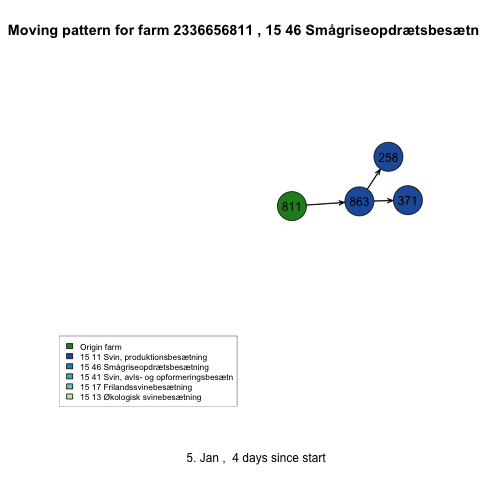 Moving pattern for farm 2336656811 , 15 46 Smågriseopdrætsbesætn
258
811
863
371
Origin farm
15 11 Svin, produktionsbesætning
15 46 Smågriseopdrætsbesætning
15 41 Svin, avls- og opformeringsbesætn
15 17 Frilandssvinebesætning
15 13 Økologisk svinebesætning
5. Jan ,  4 days since start